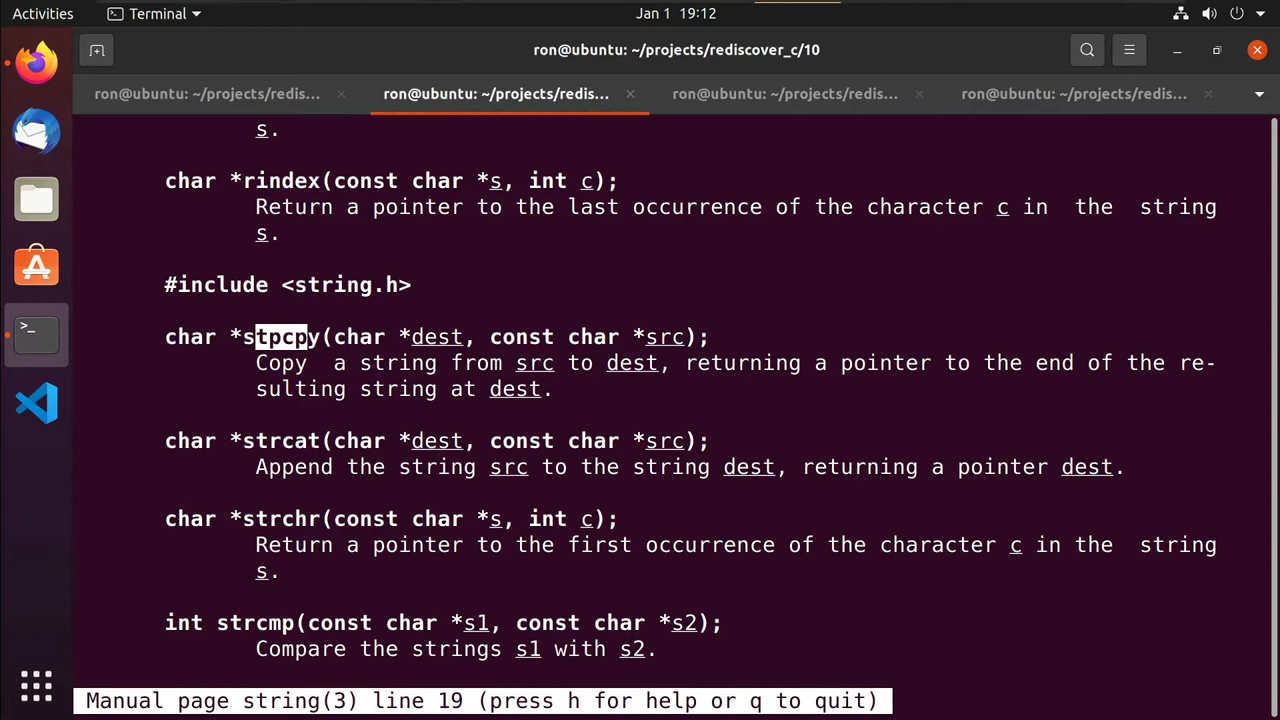 Activities
Terminal
Jan 1 19:12
ron@ubuntu: ~/projects/rediscover_c/10
ron@ubuntu: ~/projects/redis...
ron@ubuntu: ~/projects/redis...
ron@ubuntu: ~/projects/redis...
ron@ubuntu: ~/projects/redis...
s.
char *rindex(const char *s, int c);
Return a pointer to the last occurrence of the character c in the string
s.
#include <string.h>
char *stpcpy(char *dest, const char *src);
Copy a string from src to dest, returning a pointer to the end of the re-
sulting string at dest.
char *strcat(char *dest, const char *src);
Append the string src to the string dest, returning a pointer dest.
char *strchr(const char *s, int c);
Return a pointer to the first occurrence of the character c in the string
s.
int strcmp(const char *s1, const char *s2);
Compare the strings s1 with s2.
Manual page string(3) line 19 (press h for help or q to quit)